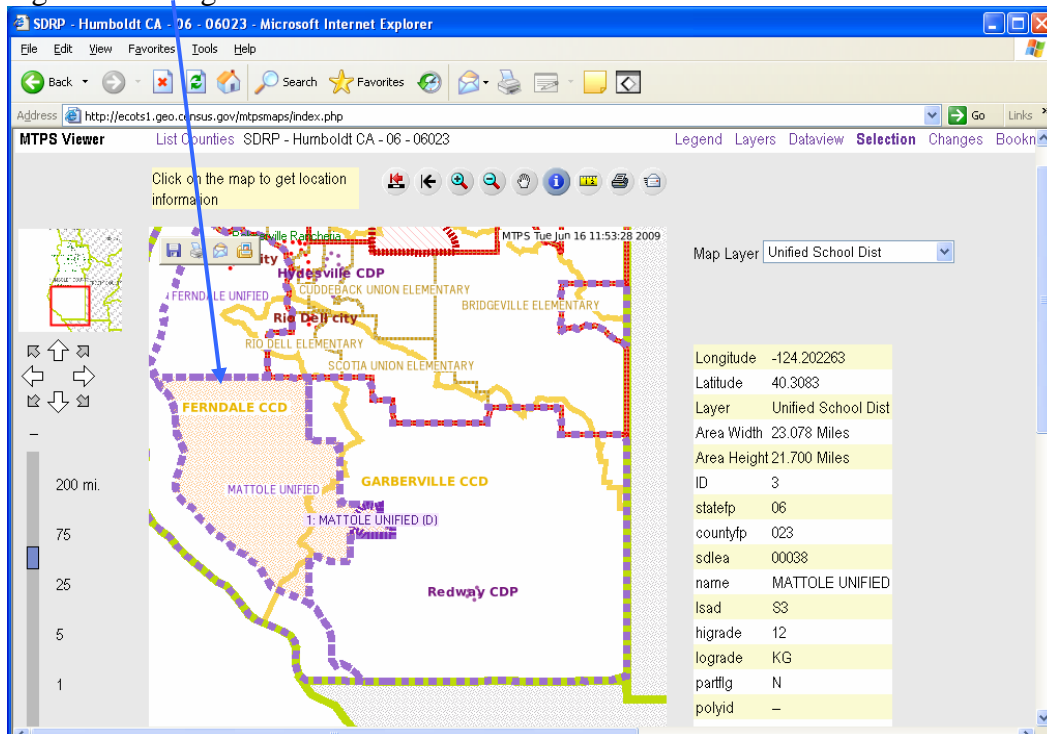 SDRP - Humboldt CA - 06 - 06023 - Microsoft Internet Explorer
File Edit View Favorites Tools Help
Back Search Favorites
Address http://ecots1.geo.census.gov/mtpsmaps/index.php Go Links
MTPS Viewer List Counties SDRP - Humboldt CA - 06 - 06023 Legend Layers Dataview Selection Changes Bookn
Click on the map to get location
information
MTPS Tue Jun 16 11:53:28 2009
Map Layer Unified School Dist
ville Rancheria
ity
Hydesville CDP
FERNDALE UNIFIED
CUDDEBACK UNION ELEMENTARY
BRIDGEVILLE ELEMENTARY
Rio Dell city
RIO DELL ELEMENTARY
SCOTIA UNION ELEMENTARY
FERNDALE CCD
GARBERVILLE CCD
MATTOLE UNIFIED
1: MATTOLE UNIFIED (D)
Redway CDP
200 mi.
75
25
5
1
Longitude -124.202263
Latitude 40.3083
Layer Unified School Dist
Area Width 23.078 Miles
Area Height 21.700 Miles
ID 3
statefp 06
countyfp 023
sdlea 00038
name MATTOLE UNIFIED
lsad S3
higrade 12
lograde KG
partflg N
polyid –